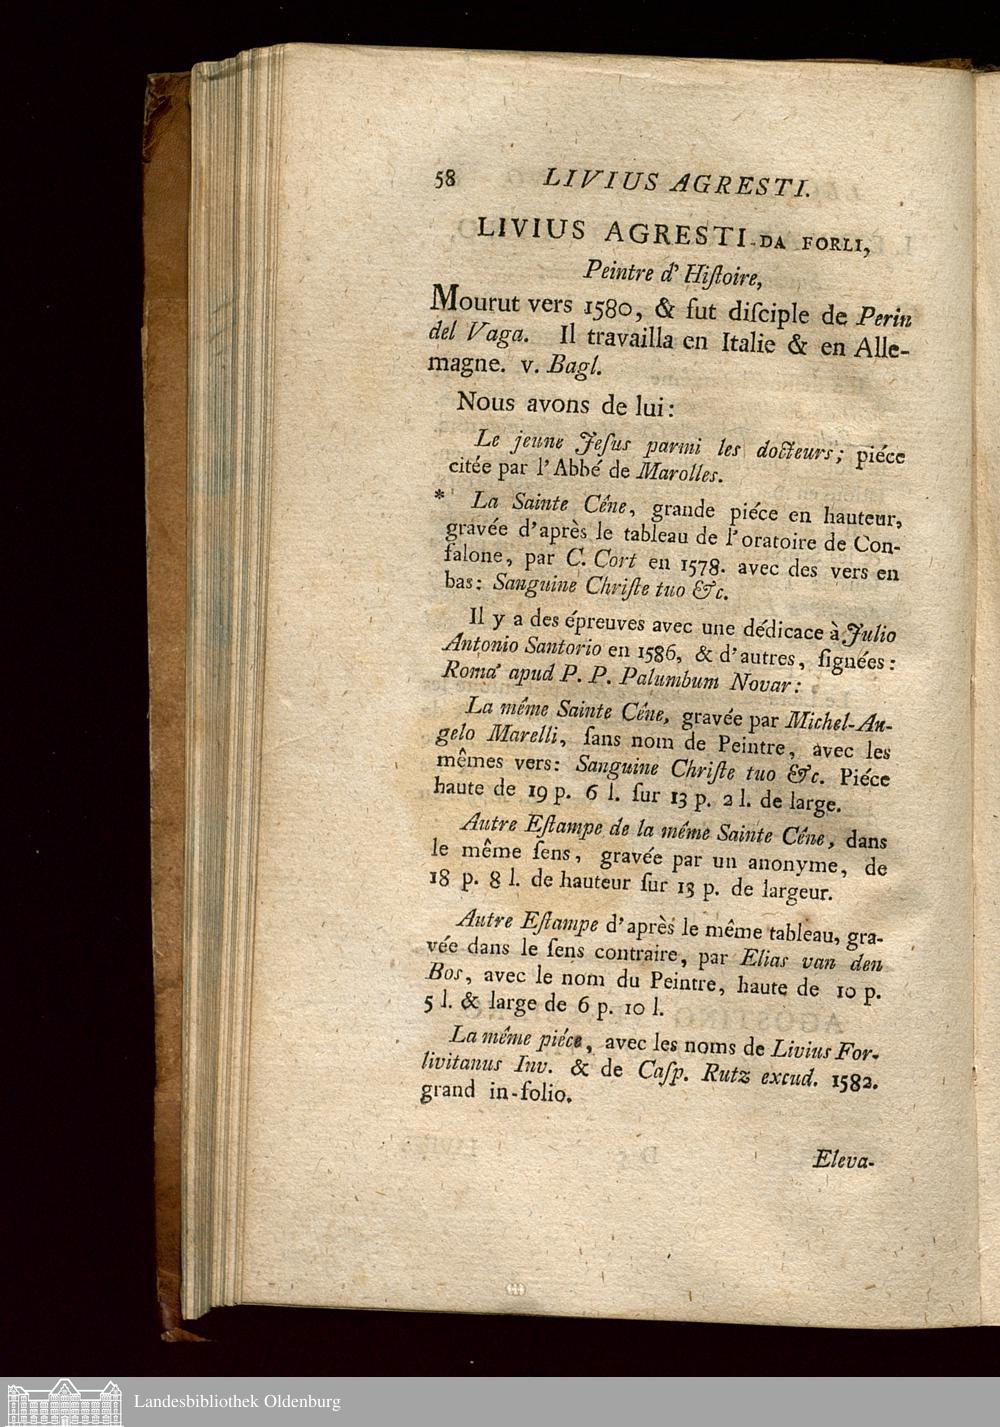 58 LIVIUS AGRESTI.
LIVIUS AGRESTI DA FORLI,
Peintre d'Hiſtoire,
Mourut vers 1580, & fut diſciple de Perin
del Vaga. Il travailla en Italie & en Alle-
magne. v. Bagl.
Nous avons de lui:
Le jeune Jeſus parmi les docteurs; piéce
citée par l'Abbé de Marolles.
* La Sainte Cêne, grande piéce en hauteur,
gravée d'après le tableau de l'oratoire de Con-
falone, par C. Cort en 1578. avec des vers en
bas: Sanguine Chriſte tuo &c.
Il y a des épreuves avec une dédicace à Julio
Antonio Santorio en 1586, & d'autres, ſignées:
Roma apud P. P. Palumbum Novar:
La même Sainte Cêne, gravée par Michel-An-
gelo Marelli, ſans nom de Peintre, avec les
mêmes vers: Sanguine Chriſte tuo &c. Piéce
haute de 19 p. 6 l. ſur 13 p. 2 l. de large.
Autre Eſtampe de la même Sainte Cêne, dans
le même ſens, gravée par un anonyme, de
18 p. 8 l. de hauteur ſur 13 p. de largeur.
Autre Eſtampe d'après le même tableau, gra-
vée dans le ſens contraire, par Elias van den
Bos, avec le nom du Peintre, haute de 10 p.
5 l. & large de 6 p. 10 l.
La même piéce, avec les noms de Livius For-
livitanus Inv. & de Caſp. Rutz excud. 1582.
grand in-folio.
Eleva-
Landesbibliothek Oldenburg